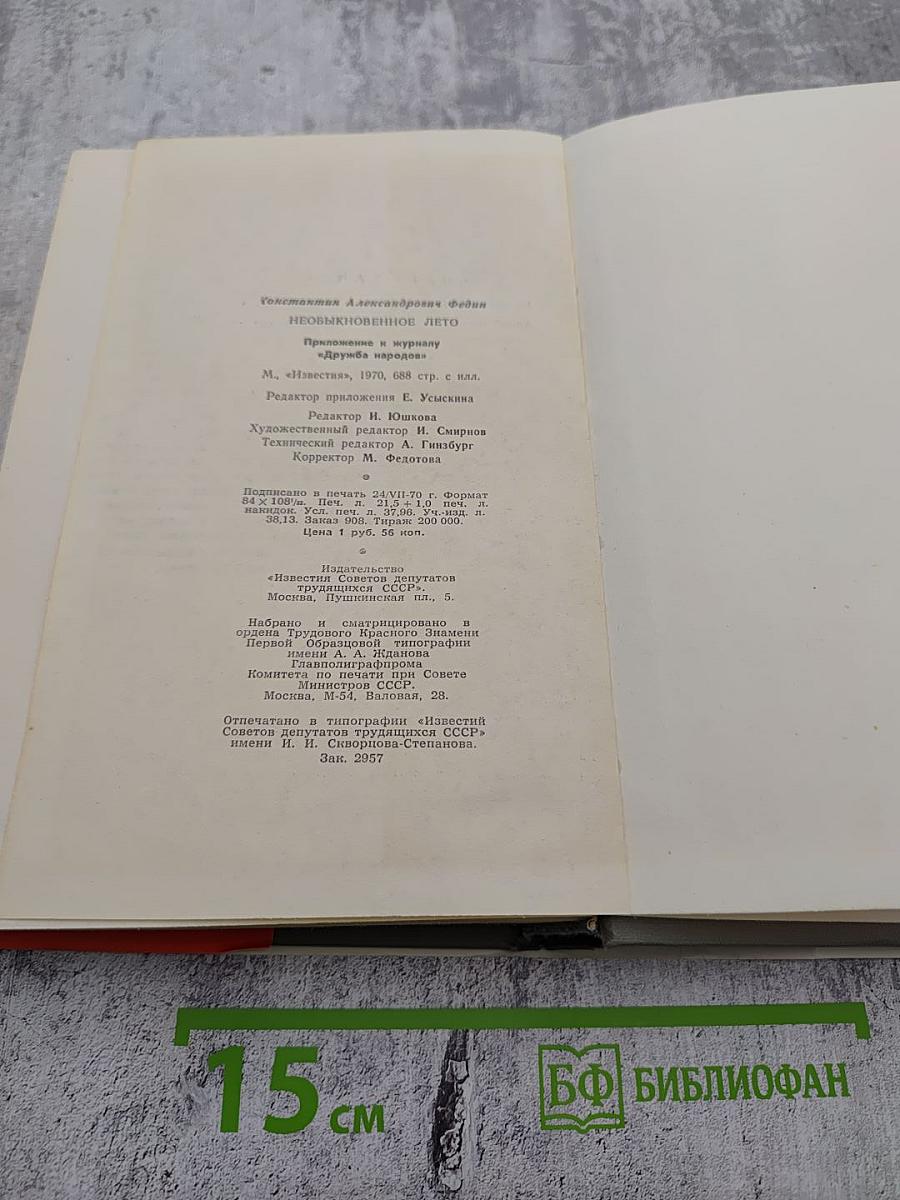 Константин Александрович Федин
НЕОБЫКНОВЕННОЕ ЛЕТО
Приложение к журналу
«Дружба народов»
М., «Известия», 1970, 688 стр. с илл.
Редактор приложения Е. Усыскина
Редактор И. Юшкова
Художественный редактор И. Смирнов
Технический редактор А. Гинзбург
Корректор М. Федотова
Подписано в печать 24/VII-70 г. Формат
84 × 108¹/₃₂. Печ. л. 21,5 + 1,0 печ. л.
накидок. Усл. печ. л. 37,96. Уч.-изд. л.
38,13. Заказ 908. Тираж 200 000.
Цена 1 руб. 56 коп.
Издательство
«Известия Советов депутатов
трудящихся СССР».
Москва, Пушкинская пл., 5.
Набрано и сматрицировано в
ордена Трудового Красного Знамени
Первой Образцовой типографии
имени А. А. Жданова
Главполиграфпрома
Комитета по печати при Совете
Министров СССР.
Москва, М-54, Валовая, 28.
Отпечатано в типографии «Известий
Советов депутатов трудящихся СССР»
имени И. И. Скворцова-Степанова.
Зак. 2957
15 см
БФ БИБЛИОФАН